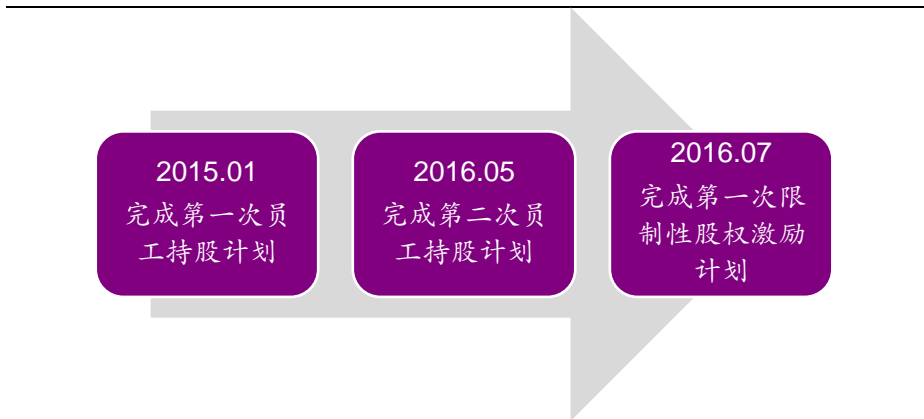 2015.01
完成第一次员
工持股计划
2016.05
完成第二次员
工持股计划
2016.07
完成第一次限
制性股权激励
计划